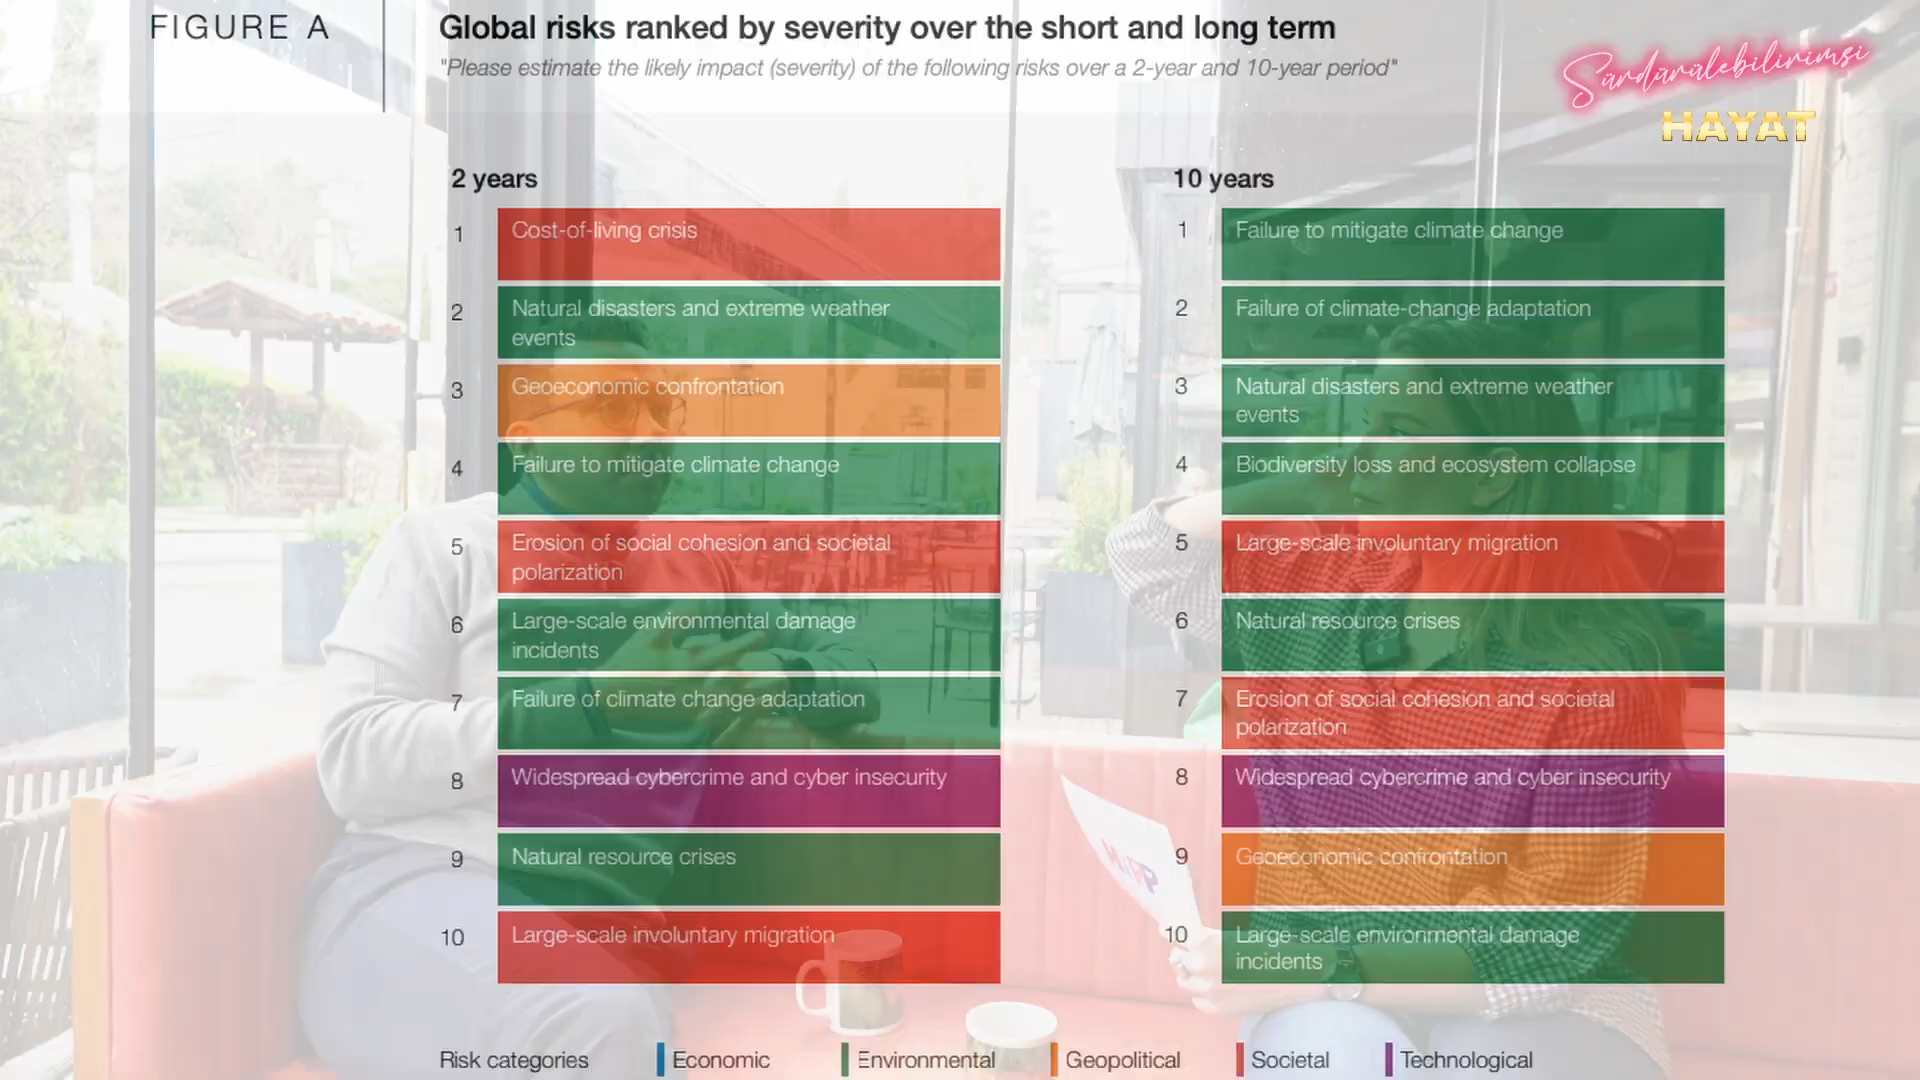 FIGURE A
Global risks ranked by severity over the short and long term
"Please estimate the likely impact (severity) of the following risks over a 2-year and 10-year period"
Sürdürülebilirimsi
HAYAT
2 years
1
Cost-of-living crisis
2
Natural disasters and extreme weather
events
3
Geoeconomic confrontation
4
Failure to mitigate climate change
5
Erosion of social cohesion and societal
polarization
6
Large-scale environmental damage
incidents
7
Failure of climate change adaptation
8
Widespread cybercrime and cyber insecurity
9
Natural resource crises
10
Large-scale involuntary migration
10 years
1
Failure to mitigate climate change
2
Failure of climate-change adaptation
3
Natural disasters and extreme weather
events
4
Biodiversity loss and ecosystem collapse
5
Large-scale involuntary migration
6
Natural resource crises
7
Erosion of social cohesion and societal
polarization
8
Widespread cybercrime and cyber insecurity
9
Geoeconomic confrontation
10
Large-scale environmental damage
incidents
Risk categories Economic Environmental Geopolitical Societal Technological